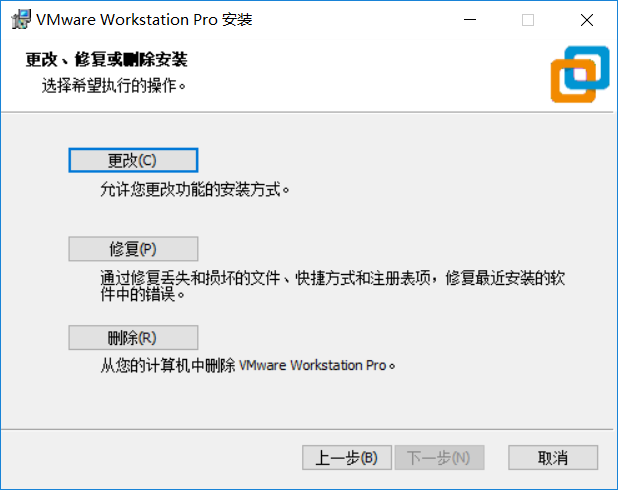 VMware Workstation Pro 安装
更改、修复或删除安装
选择希望执行的操作。
更改(C)
允许您更改功能的安装方式。
修复(P)
通过修复丢失和损坏的文件、快捷方式和注册表项，修复最近安装的软
件中的错误。
删除(R)
从您的计算机中删除 VMware Workstation Pro。
上一步(B) 下一步(N) 取消